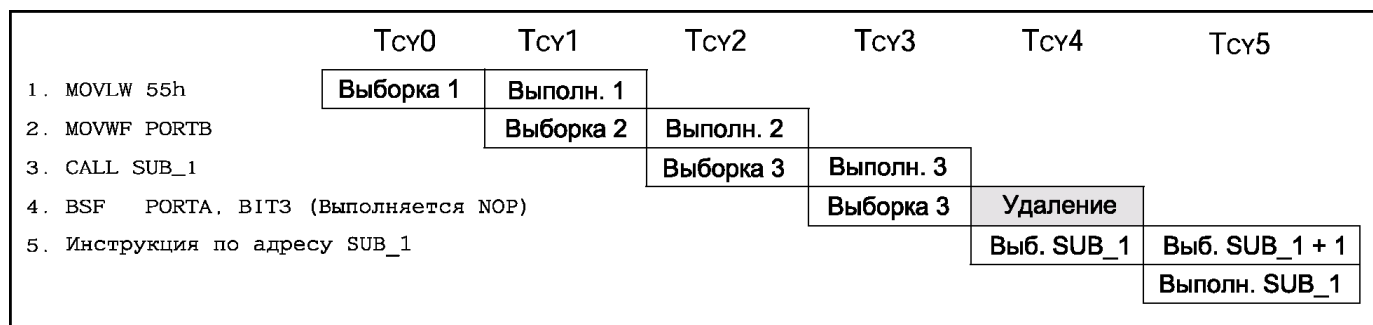 TCY0 TCY1 TCY2 TCY3 TCY4 TCY5
1. MOVLW 55h Выборка 1 Выполн. 1
2. MOVWF PORTB Выборка 2 Выполн. 2
3. CALL SUB_1 Выборка 3 Выполн. 3
4. BSF PORTA, BIT3 (Выполняется NOP) Выборка 3 Удаление
5. Инструкция по адресу SUB_1 Выб. SUB_1 Выб. SUB_1 + 1
Выполн. SUB_1